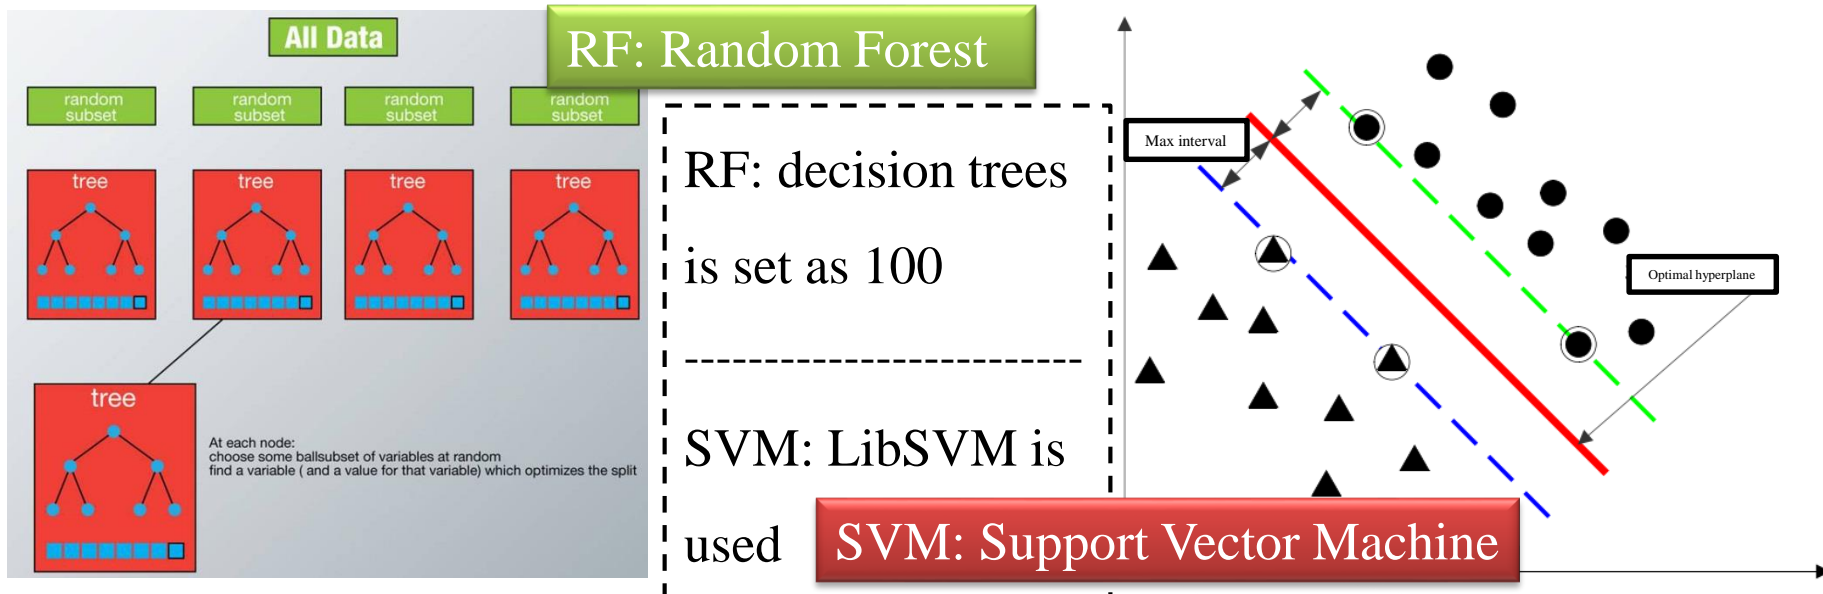 All Data
RF: Random Forest
random
subset
random
subset
random
subset
random
subset
tree
tree
tree
tree
tree
At each node:
choose some ballsubset of variables at random
find a variable ( and a value for that variable) which optimizes the split
RF: decision trees
is set as 100
SVM: LibSVM is
used
Max interval
Optimal hyperplane
SVM: Support Vector Machine